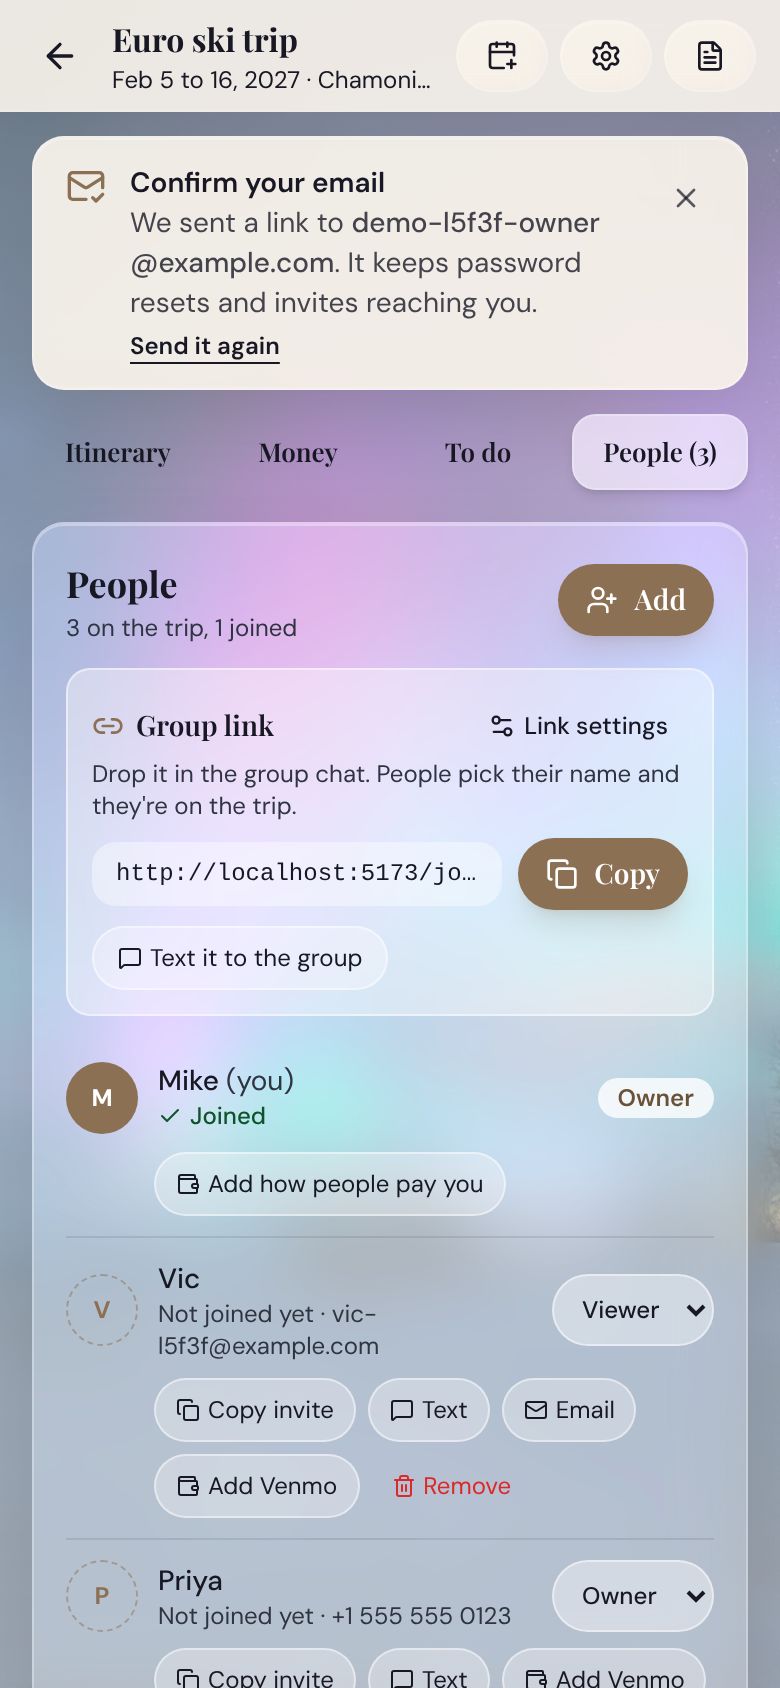 Euro ski trip
Feb 5 to 16, 2027 · Chamoni...
Confirm your email
We sent a link to demo-l5f3f-owner
@example.com. It keeps password
resets and invites reaching you.
Send it again
Itinerary
Money
To do
People (3)
People
3 on the trip, 1 joined
Add
Group link
Link settings
Drop it in the group chat. People pick their name and
they're on the trip.
http://localhost:5173/jo...
Copy
Text it to the group
M
Mike (you)
Joined
Owner
Add how people pay you
V
Vic
Not joined yet · vic-
l5f3f@example.com
Viewer
Copy invite
Text
Email
Add Venmo
Remove
P
Priya
Not joined yet · +1 555 555 0123
Owner
Copy invite
Text
Add Venmo